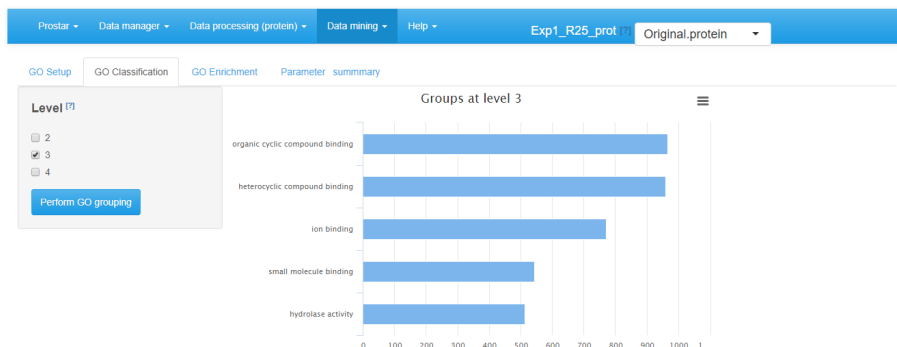 Prostar Data manager Data processing (protein) Data mining Help Exp1_R25_prot [?] Original.protein
GO Setup GO Classification GO Enrichment Parameter summmary
Level [?]
2
3
4
Perform GO grouping
Groups at level 3
organic cyclic compound binding
heterocyclic compound binding
ion binding
small molecule binding
hydrolase activity
0 100 200 300 400 500 600 700 800 900 1000 1